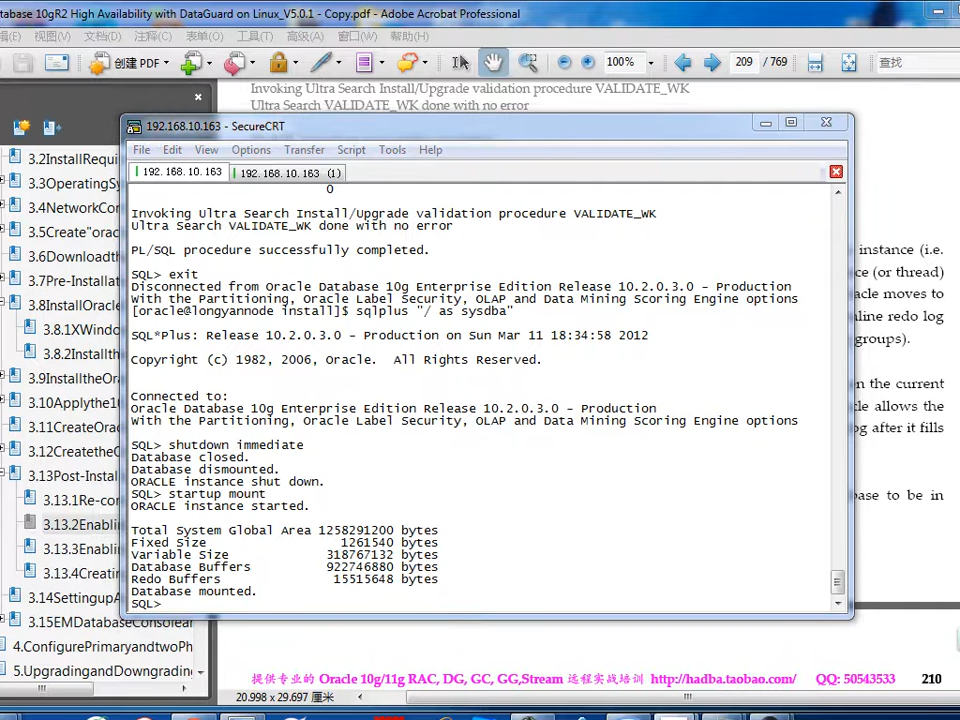 atabase 10gR2 High Availability with DataGuard on Linux_V5.0.1 - Copy.pdf - Adobe Acrobat Professional
视图(V) 文档(D) 注释(C) 表单(O) 工具(T) 高级(A) 窗口(W) 帮助(H)
创建 PDF 100% 209 / 769 查找
Invoking Ultra Search Install/Upgrade validation procedure VALIDATE_WK
Ultra Search VALIDATE_WK done with no error
3.2InstallRequi
3.3OperatingSy
3.4NetworkCon
3.5Create"orac
3.6Downloadth
3.7Pre-Installat
3.8InstallOracle
3.8.1XWindo
3.8.2Installth
3.9InstalltheOr
3.10Applythe1
3.11CreateOra
3.12Createthe
3.13Post-Instal
3.13.1Re-con
3.13.2Enablin
3.13.3Enablin
3.13.4Creatin
3.14SettingupA
3.15EMDatabaseConsolear
4.ConfigurePrimaryandtwoPh
5.UpgradingandDowngrading
192.168.10.163 - SecureCRT
File Edit View Options Transfer Script Tools Help
192.168.10.163 192.168.10.163 (1)
0
Invoking Ultra Search Install/Upgrade validation procedure VALIDATE_WK
Ultra Search VALIDATE_WK done with no error
PL/SQL procedure successfully completed.
SQL> exit
Disconnected from Oracle Database 10g Enterprise Edition Release 10.2.0.3.0 - Production
With the Partitioning, Oracle Label Security, OLAP and Data Mining Scoring Engine options
[oracle@longyannode install]$ sqlplus "/ as sysdba"
SQL*Plus: Release 10.2.0.3.0 - Production on Sun Mar 11 18:34:58 2012
Copyright (c) 1982, 2006, Oracle.  All Rights Reserved.
Connected to:
Oracle Database 10g Enterprise Edition Release 10.2.0.3.0 - Production
With the Partitioning, Oracle Label Security, OLAP and Data Mining Scoring Engine options
SQL> shutdown immediate
Database closed.
Database dismounted.
ORACLE instance shut down.
SQL> startup mount
ORACLE instance started.
Total System Global Area 1258291200 bytes
Fixed Size 1261540 bytes
Variable Size 318767132 bytes
Database Buffers 922746880 bytes
Redo Buffers 15515648 bytes
Database mounted.
SQL>
instance (i.e.
ce (or thread)
acle moves to
nline redo log
groups).
n the current
cle allows the
og after it fills
base to be in
提供专业的 Oracle 10g/11g RAC, DG, GC, GG,Stream 远程实战培训 http://hadba.taobao.com/ QQ: 50543533 210
20.998 x 29.697 厘米